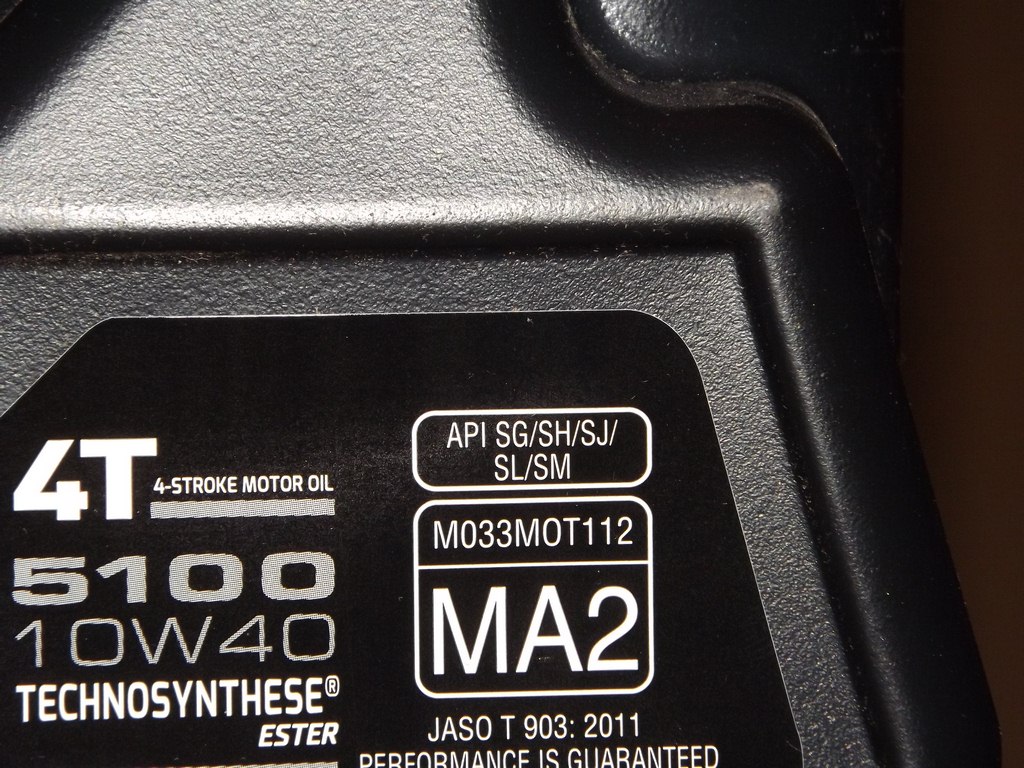 4T 4-STROKE MOTOR OIL
5100
10W40
TECHNOSYNTHESE®
ESTER
API SG/SH/SJ/
SL/SM
M033MOT112
MA2
JASO T 903: 2011
PERFORMANCE IS GUARANTEED